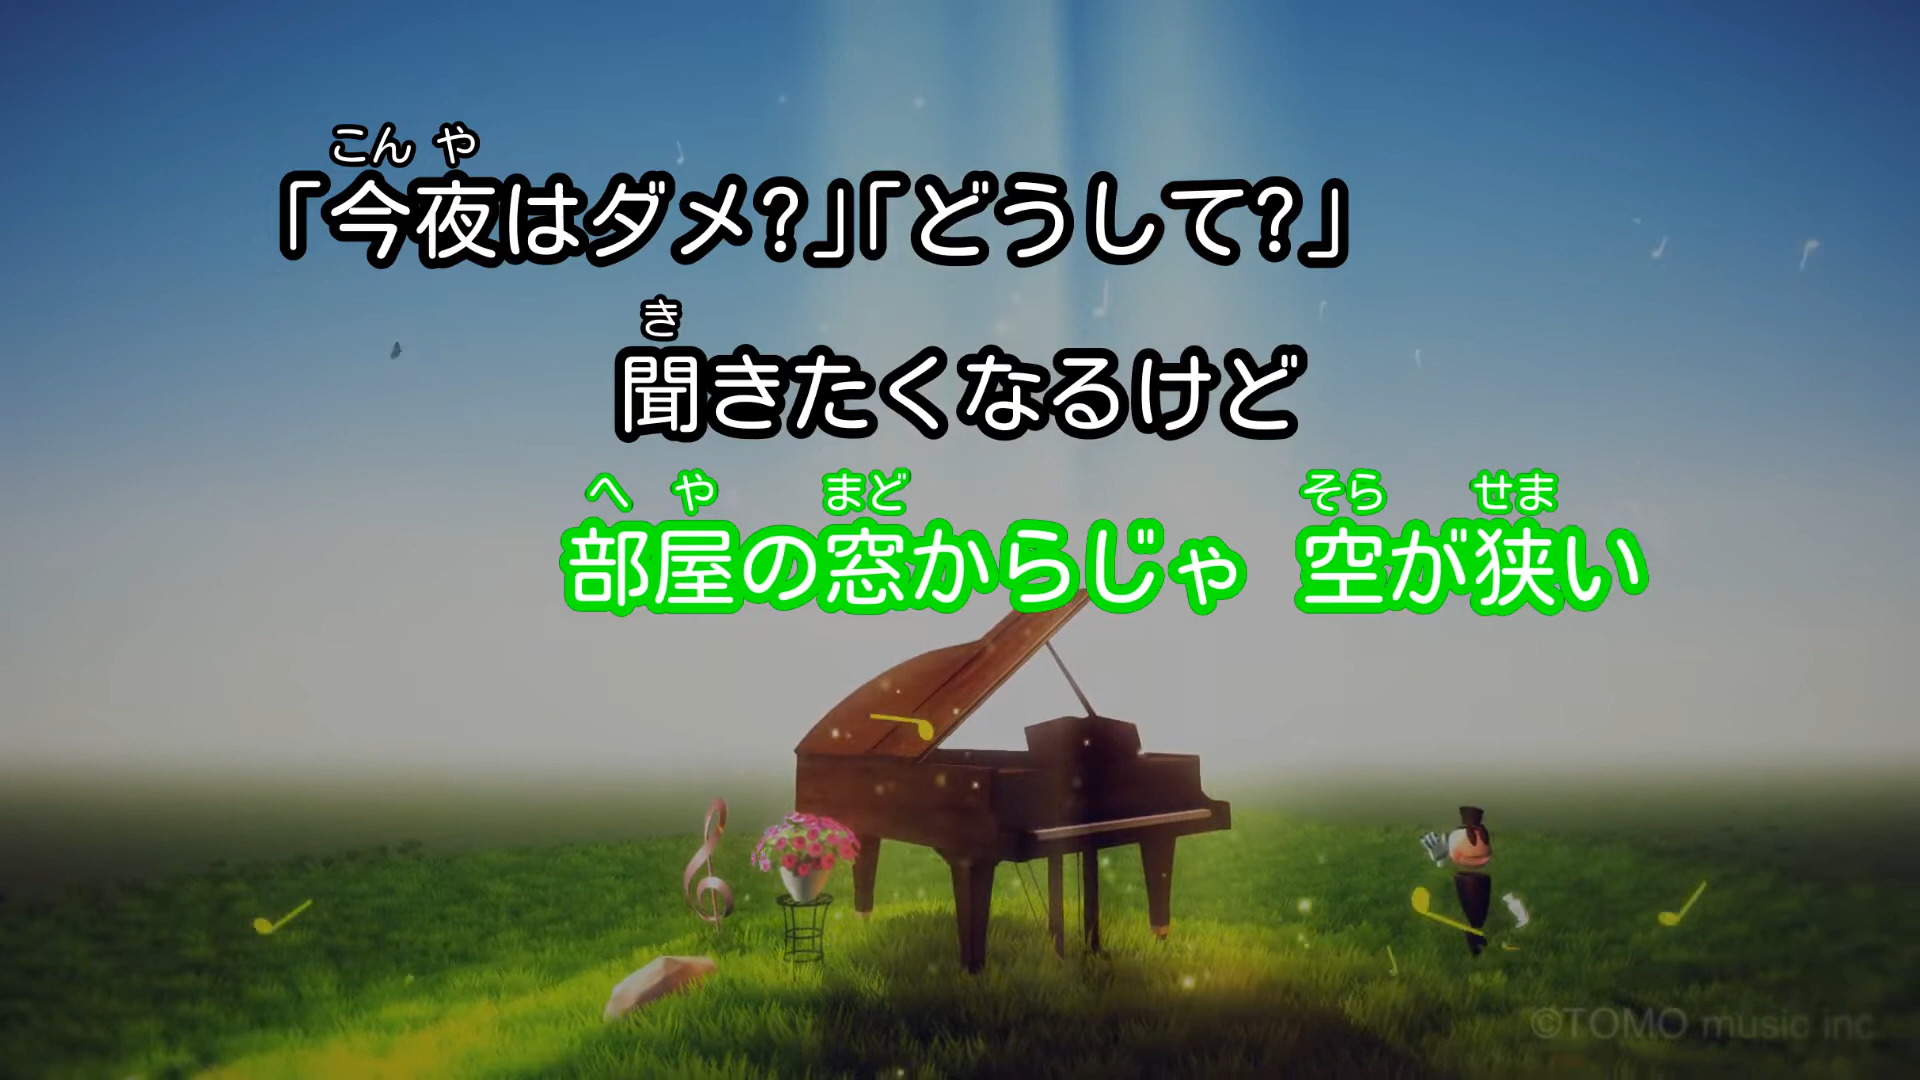 こんや
「今夜はダメ?」「どうして?」
き
聞きたくなるけど
へ や まど そら せま
部屋の窓からじゃ 空が狭い
©TOMO music inc